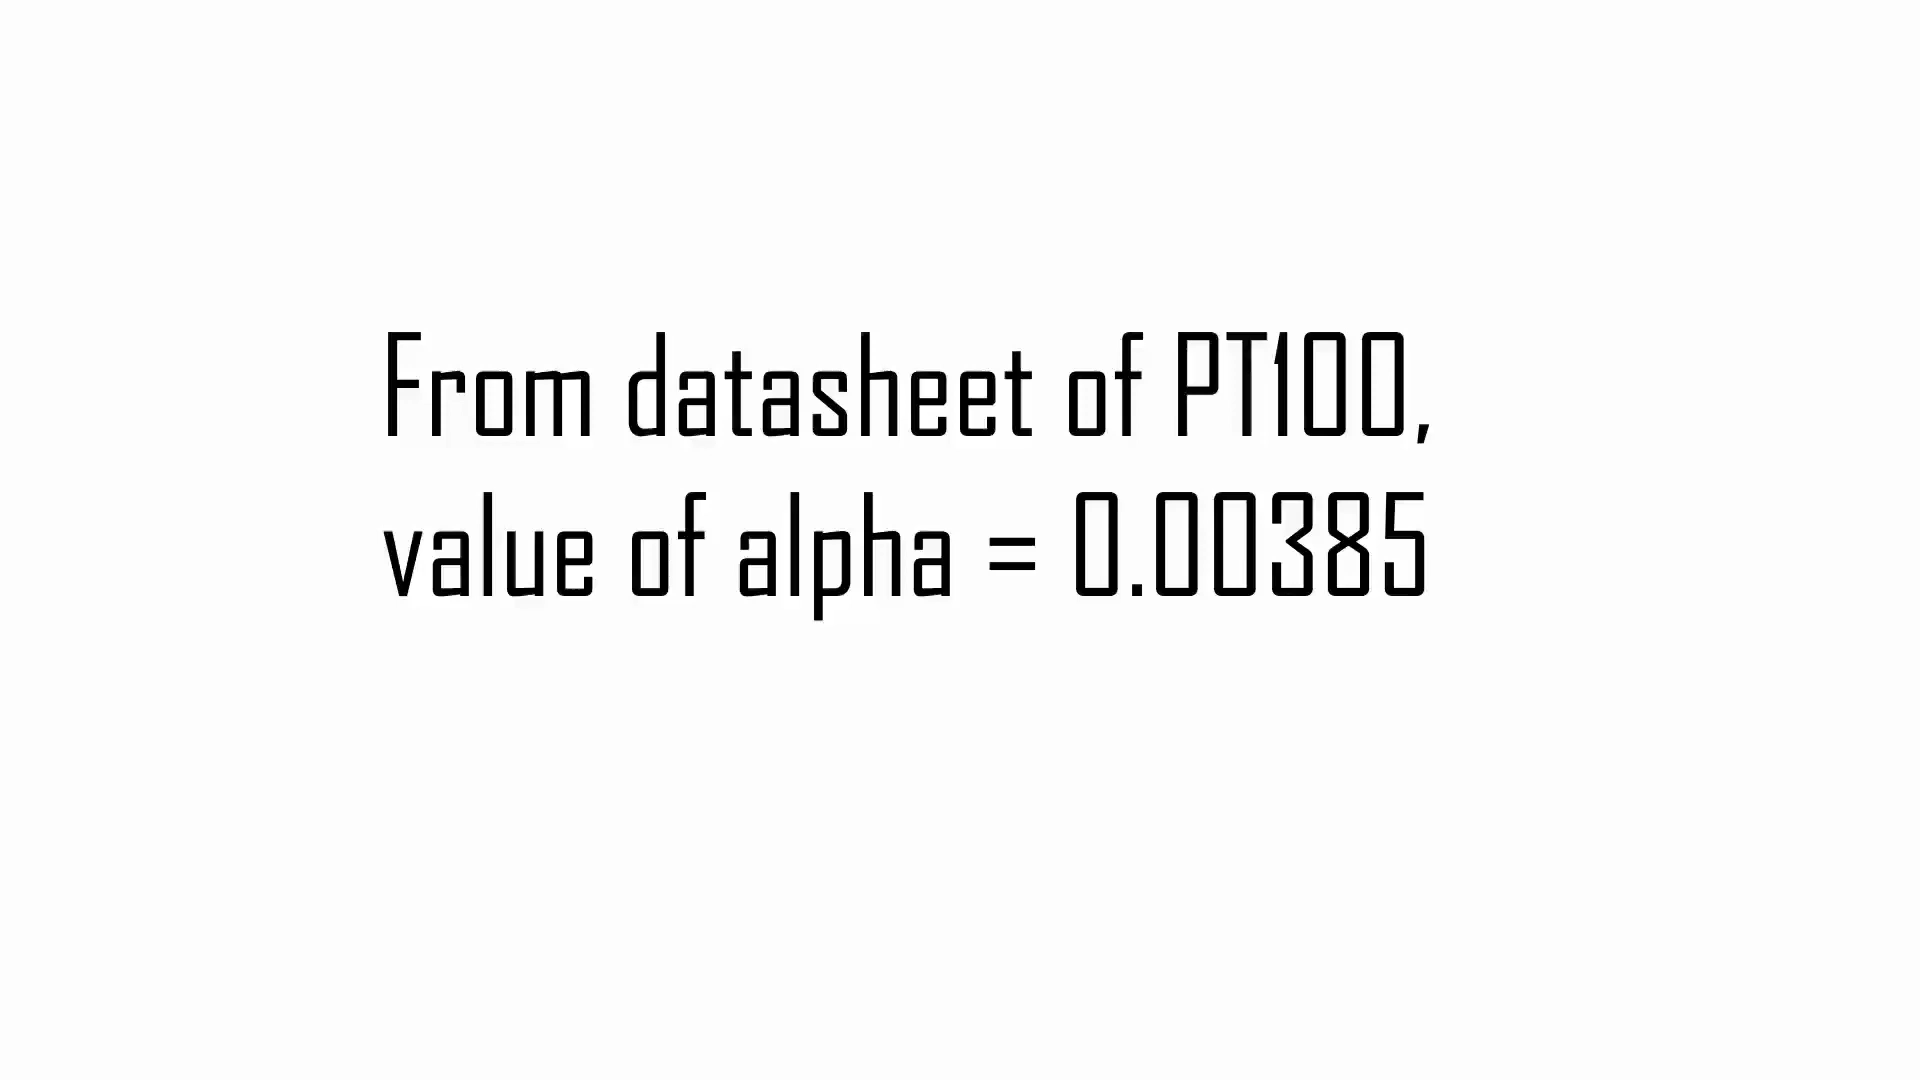 From datasheet of PT100,
value of alpha = 0.00385